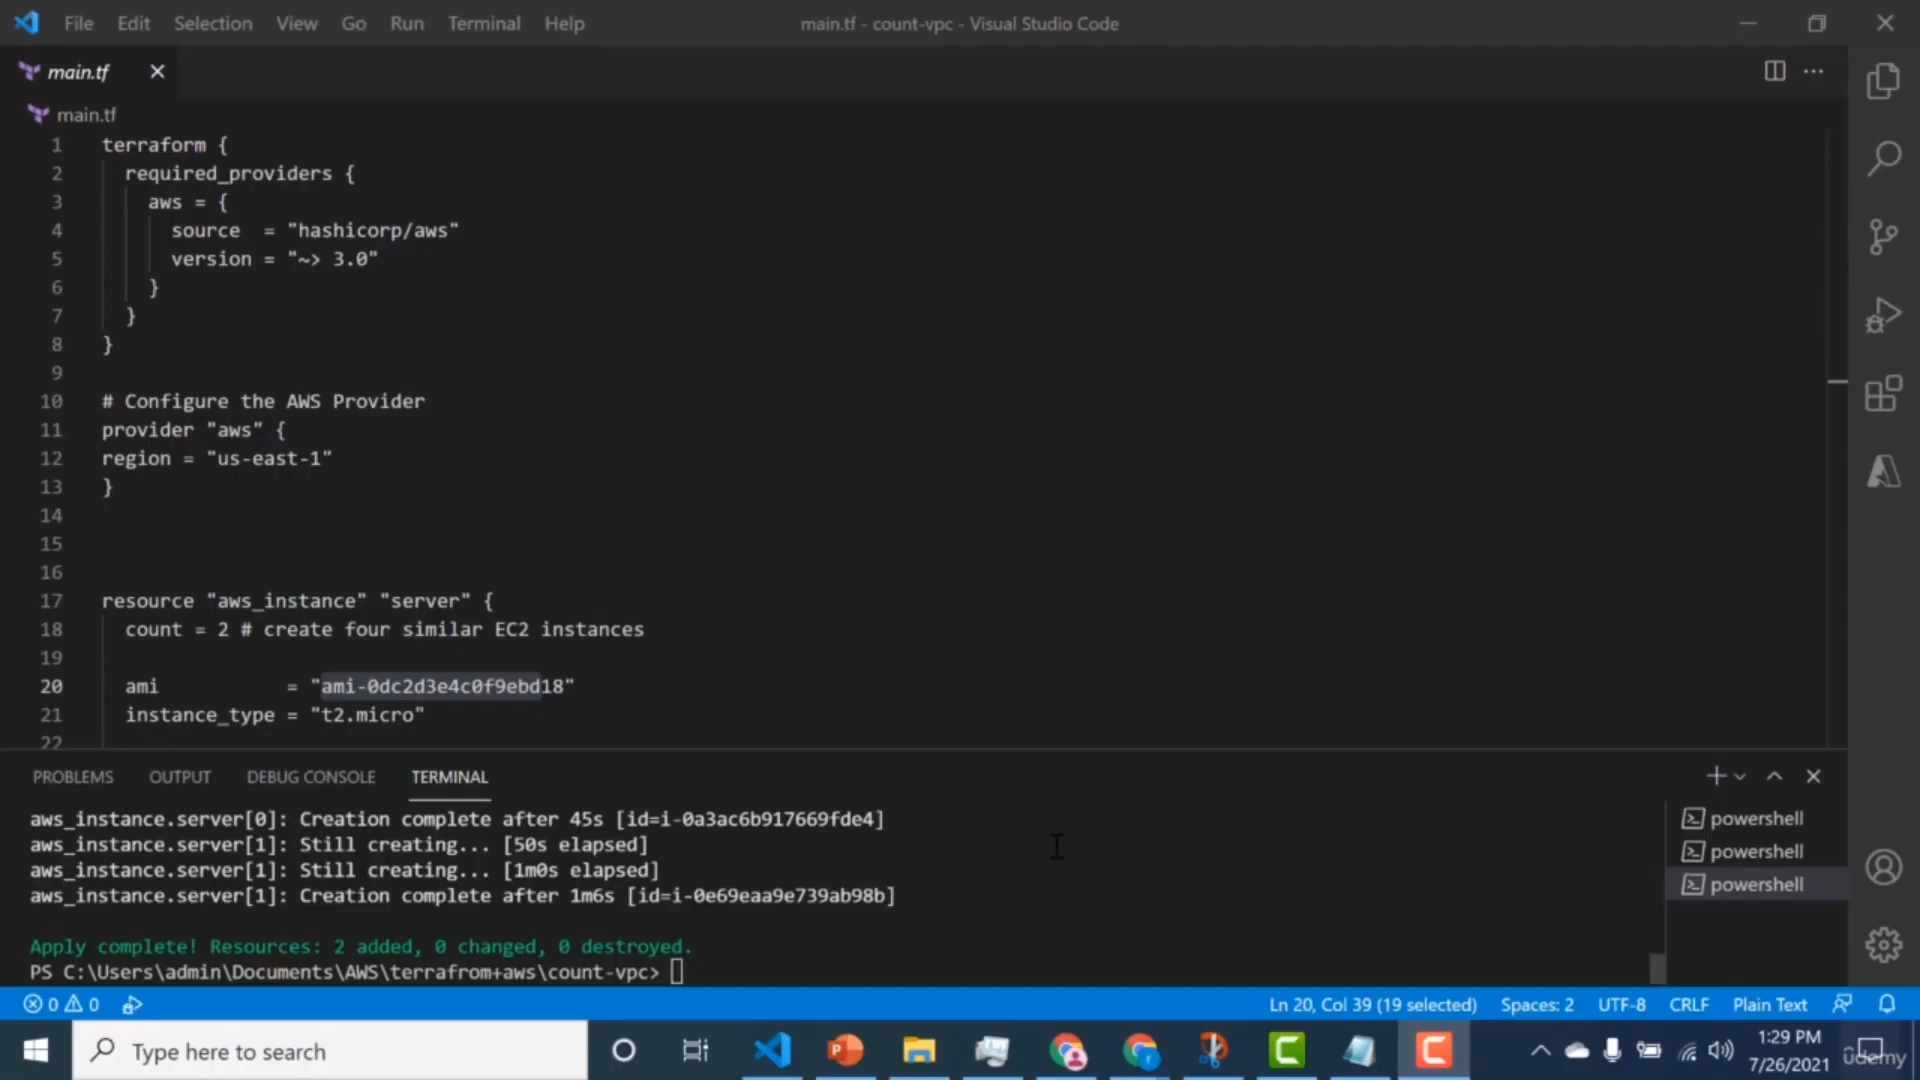 File Edit Selection View Go Run Terminal Help main.tf - count-vpc - Visual Studio Code
main.tf
main.tf
1 terraform {
2 required_providers {
3 aws = {
4 source = "hashicorp/aws"
5 version = "~> 3.0"
6 }
7 }
8 }
9
10 # Configure the AWS Provider
11 provider "aws" {
12 region = "us-east-1"
13 }
14
15
16
17 resource "aws_instance" "server" {
18 count = 2 # create four similar EC2 instances
19
20 ami = "ami-0dc2d3e4c0f9ebd18"
21 instance_type = "t2.micro"
22
PROBLEMS OUTPUT DEBUG CONSOLE TERMINAL
aws_instance.server[0]: Creation complete after 45s [id=i-0a3ac6b917669fde4]
aws_instance.server[1]: Still creating... [50s elapsed]
aws_instance.server[1]: Still creating... [1m0s elapsed]
aws_instance.server[1]: Creation complete after 1m6s [id=i-0e69eaa9e739ab98b]
Apply complete! Resources: 2 added, 0 changed, 0 destroyed.
PS C:\Users\admin\Documents\AWS\terrafrom+aws\count-vpc>
powershell
powershell
powershell
0 0 Ln 20, Col 39 (19 selected) Spaces: 2 UTF-8 CRLF Plain Text
Type here to search
1:29 PM
7/26/2021
udemy